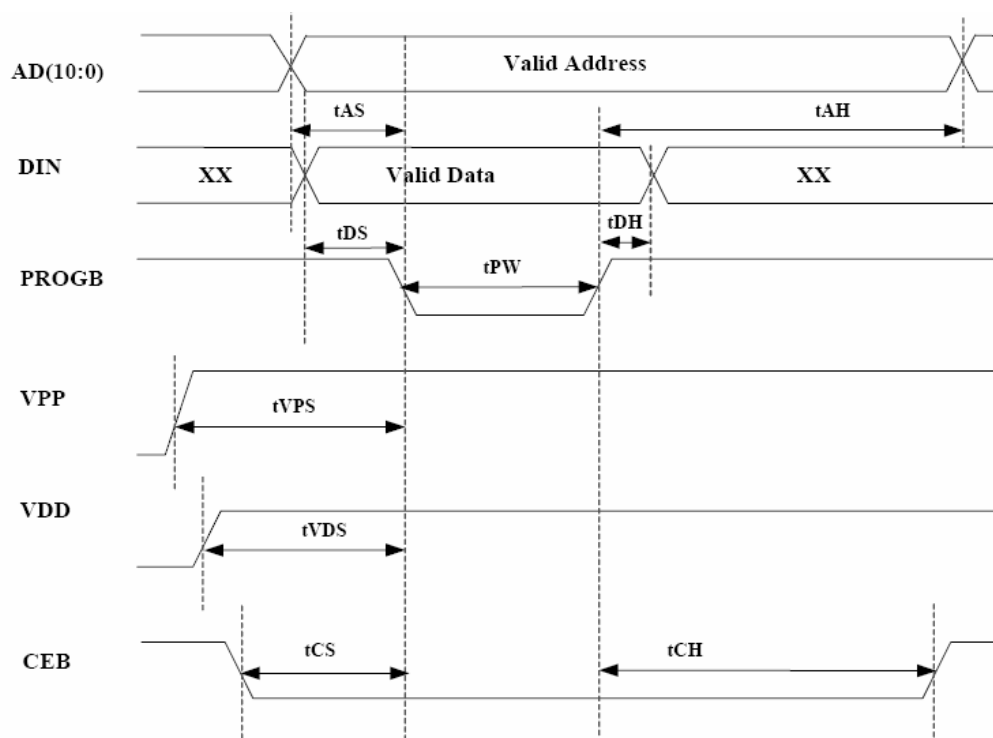 AD(10:0)
Valid Address
tAS
tAH
DIN
XX
Valid Data
XX
tDS
tDH
PROGB
tPW
VPP
tVPS
VDD
tVDS
CEB
tCS
tCH